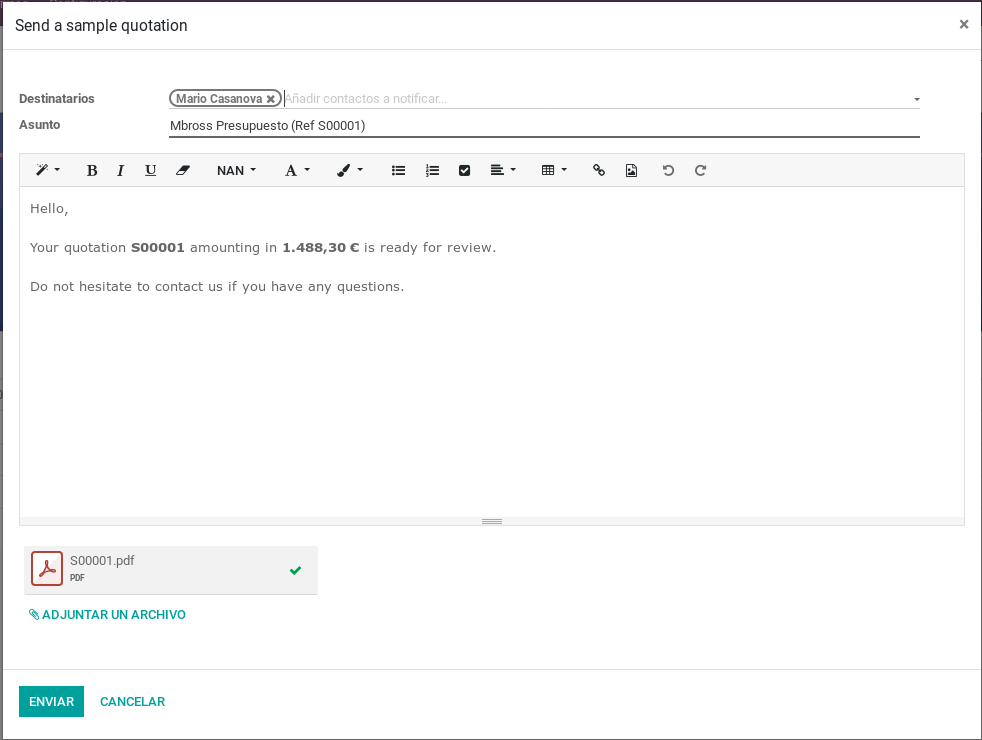 Send a sample quotation ×
Destinatarios Mario Casanova × Añadir contactos a notificar...
Asunto Mbross Presupuesto (Ref S00001)
B I U NAN A
Hello,
Your quotation S00001 amounting in 1.488,30 € is ready for review.
Do not hesitate to contact us if you have any questions.
S00001.pdf
PDF
ADJUNTAR UN ARCHIVO
ENVIAR CANCELAR